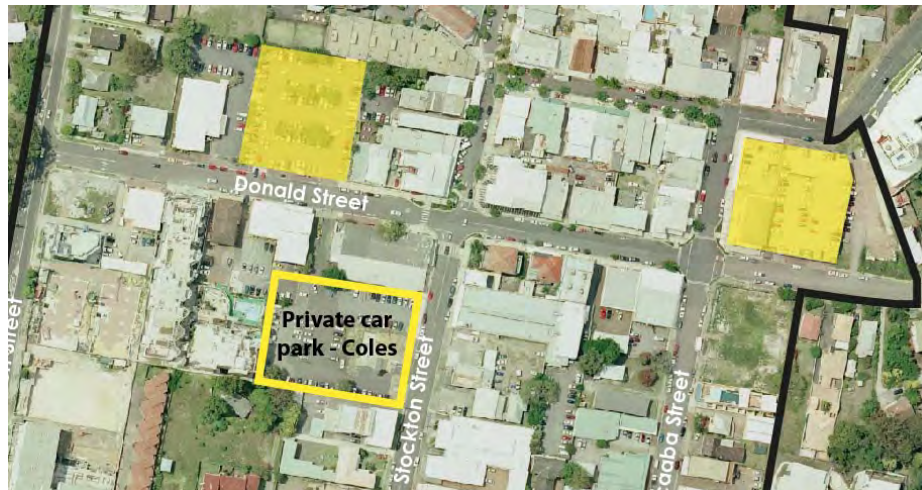 Donald Street
Private car
park - Coles
Stockton Street
Street